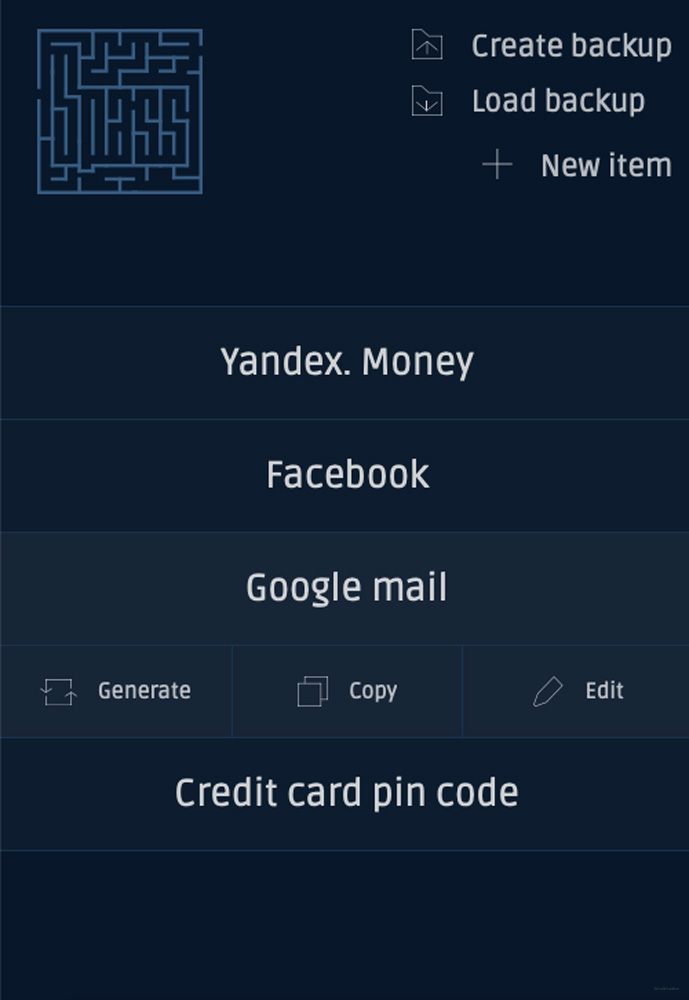 Create backup
Load backup
New item
Yandex. Money
Facebook
Google mail
Generate
Copy
Edit
Credit card pin code